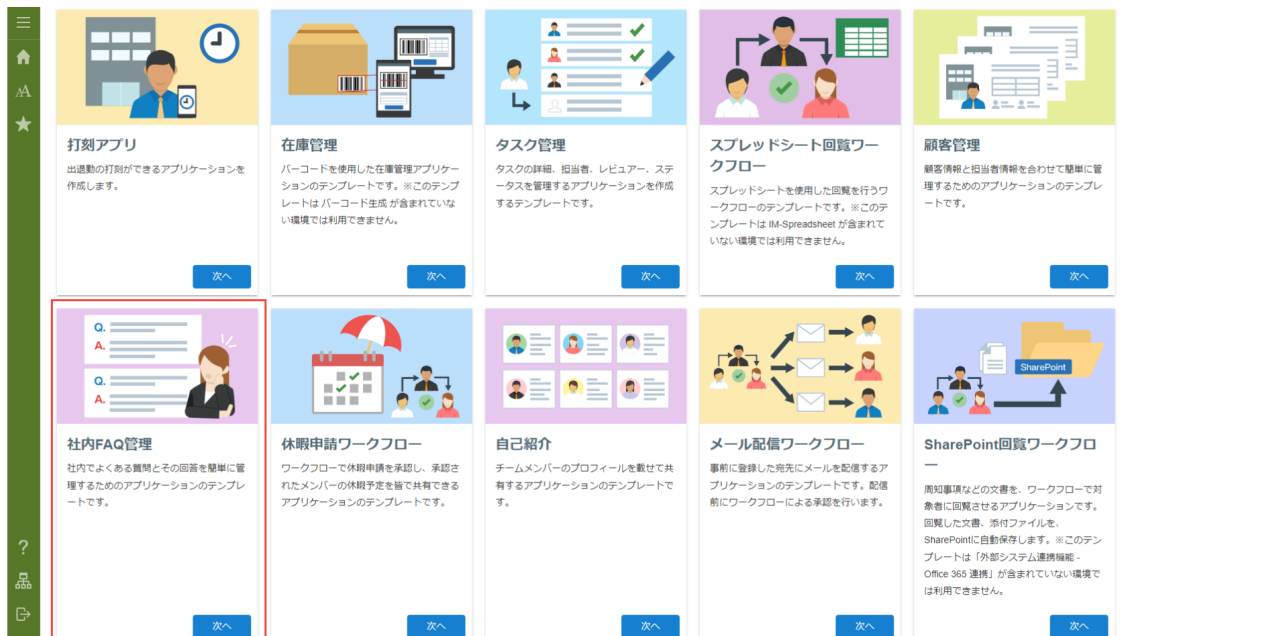 打刻アプリ
出退勤の打刻ができるアプリケーションを
作成します。
次へ
在庫管理
バーコードを使用した在庫管理アプリケー
ションのテンプレートです。※このテンプ
レートは バーコード生成 が含まれていな
い環境では利用できません。
次へ
タスク管理
タスクの詳細、担当者、レビュアー、ステ
ータスを管理するアプリケーションを作成
するテンプレートです。
次へ
スプレッドシート回覧ワー
クフロー
スプレッドシートを使用した回覧を行うワ
ークフローのテンプレートです。※このテ
ンプレートは IM-Spreadsheet が含まれて
いない環境では利用できません。
次へ
顧客管理
顧客情報と担当者情報を合わせて簡単に管
理するためのアプリケーションのテンプレ
ートです。
次へ
Q.
A.
Q.
A.
社内FAQ管理
社内でよくある質問とその回答を簡単に管
理するためのアプリケーションのテンプレ
ートです。
次へ
休暇申請ワークフロー
ワークフローで休暇申請を承認し、承認さ
れたメンバーの休暇予定を皆で共有できる
アプリケーションのテンプレートです。
次へ
自己紹介
チームメンバーのプロフィールを載せて共
有するアプリケーションのテンプレートで
す。
次へ
メール配信ワークフロー
事前に登録した宛先にメールを配信するア
プリケーションのテンプレートです。配信
前にワークフローによる承認を行います。
次へ
SharePoint
SharePoint回覧ワークフロ
ー
周知事項などの文書を、ワークフローで対
象者に回覧させるアプリケーションです。
回覧した文書、添付ファイルを、
SharePointに自動保存します。※このテン
プレートは「外部システム連携機能 -
Office 365 連携」が含まれていない環境で
は利用できません。
次へ